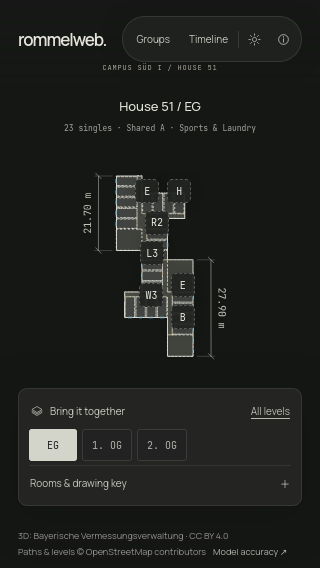 rommelweb.
Groups Timeline
CAMPUS SÜD I / HOUSE 51
House 51 / EG
23 singles · Shared A · Sports & Laundry
21.70 m
E H
R2
L3
W3
E
B
27.90 m
Bring it together All levels
EG 1. OG 2. OG
Rooms & drawing key +
3D: Bayerische Vermessungsverwaltung · CC BY 4.0
Paths & levels © OpenStreetMap contributors Model accuracy ↗